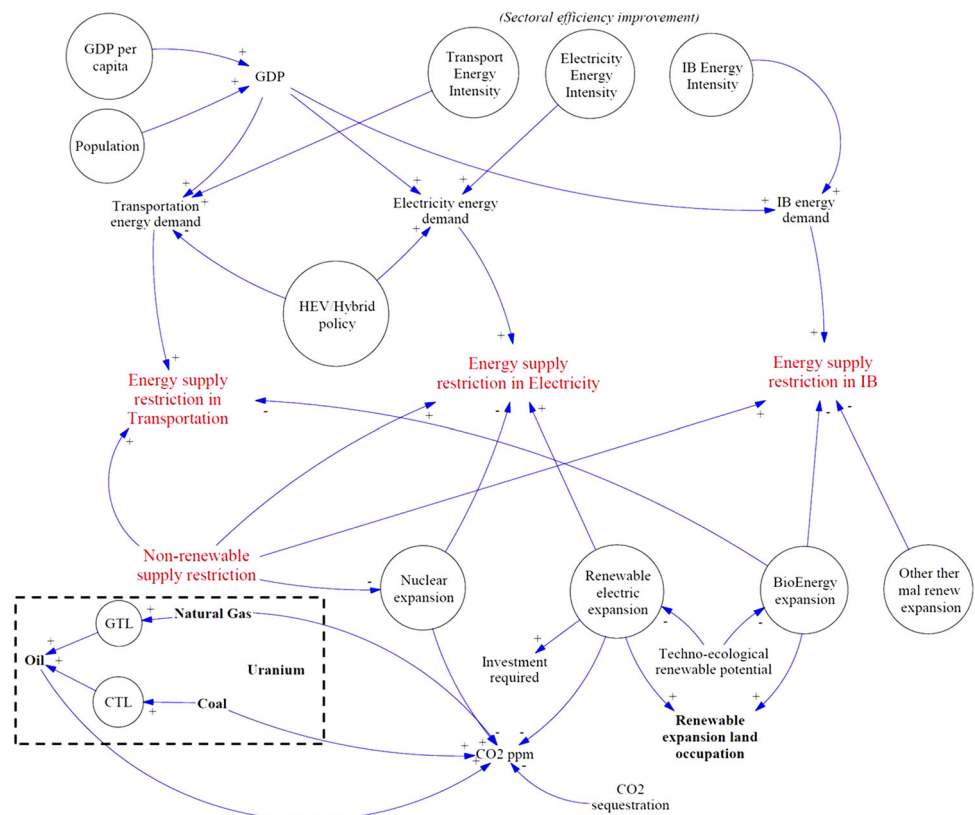 (Sectoral efficiency improvement)
GDP per
capita
+
GDP
+
Transport
Energy
Intensity
Electricity
Energy
Intensity
IB Energy
Intensity
Population
+
+
Transportation
energy demand
+
-
+
+
Electricity energy
demand
+
+
+
IB energy
demand
HEV/Hybrid
policy
+
+
+
Energy supply
restriction in
Transportation
-
Energy supply
restriction in Electricity
Energy supply
restriction in IB
+
+
-
+
+
-
-
Non-renewable
supply restriction
-
Nuclear
expansion
Renewable
electric
expansion
BioEnergy
expansion
Other ther
mal renew
expansion
GTL
+
Natural Gas
+
Oil
+
Uranium
CTL
+
Coal
-
-
+
Investment
required
Techno-ecological
renewable potential
+
+
Renewable
expansion land
occupation
-
-
+
+
+
CO2 ppm
-
CO2
sequestration